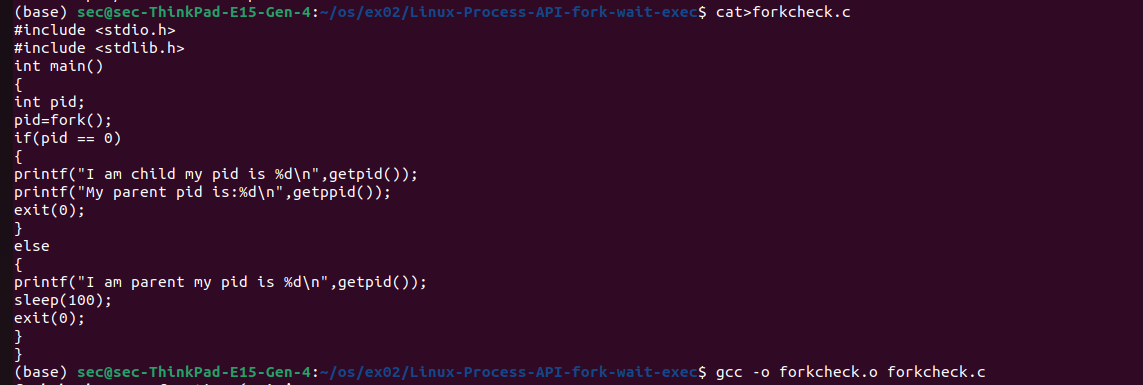 (base) sec@sec-ThinkPad-E15-Gen-4:~/os/ex02/Linux-Process-API-fork-wait-exec$ cat>forkcheck.c
#include <stdio.h>
#include <stdlib.h>
int main()
{
int pid;
pid=fork();
if(pid == 0)
{
printf("I am child my pid is %d\n",getpid());
printf("My parent pid is:%d\n",getppid());
exit(0);
}
else
{
printf("I am parent my pid is %d\n",getpid());
sleep(100);
exit(0);
}
}
(base) sec@sec-ThinkPad-E15-Gen-4:~/os/ex02/Linux-Process-API-fork-wait-exec$ gcc -o forkcheck.o forkcheck.c